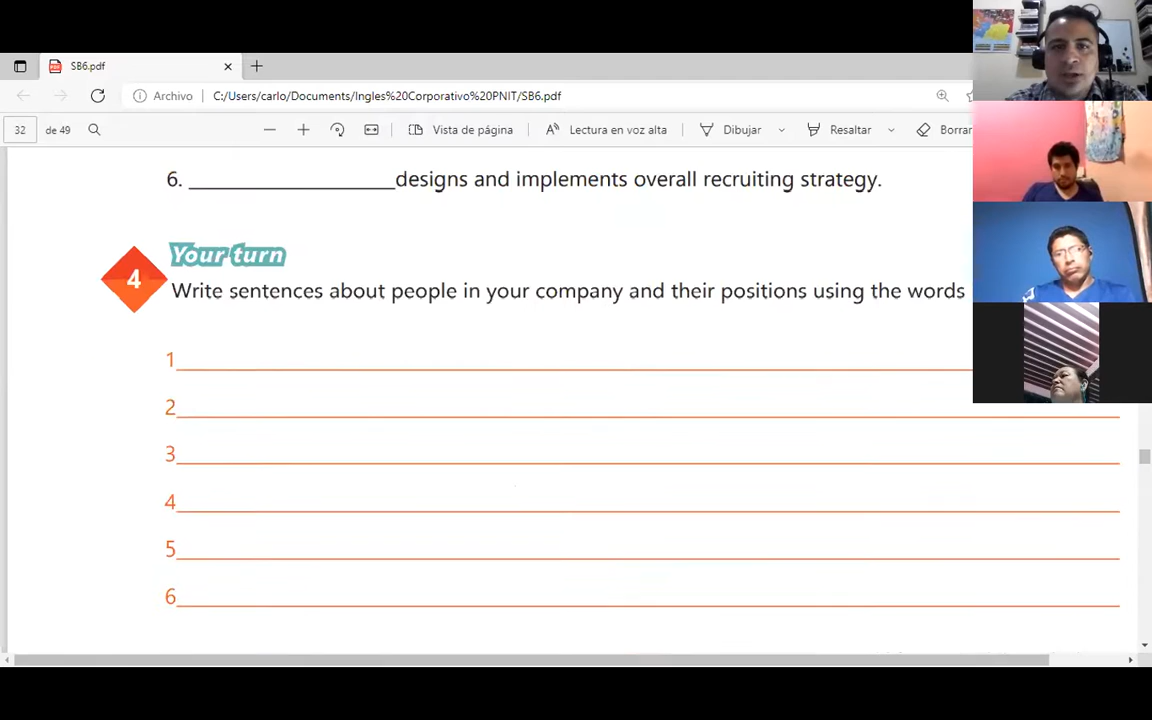 SB6.pdf
Archivo C:/Users/carlo/Documents/Ingles%20Corporativo%20PNIT/SB6.pdf
32 de 49 Vista de página Lectura en voz alta Dibujar Resaltar Borrar
6. ____________________designs and implements overall recruiting strategy.
Your turn
4
Write sentences about people in your company and their positions using the words
1
2
3
4
5
6